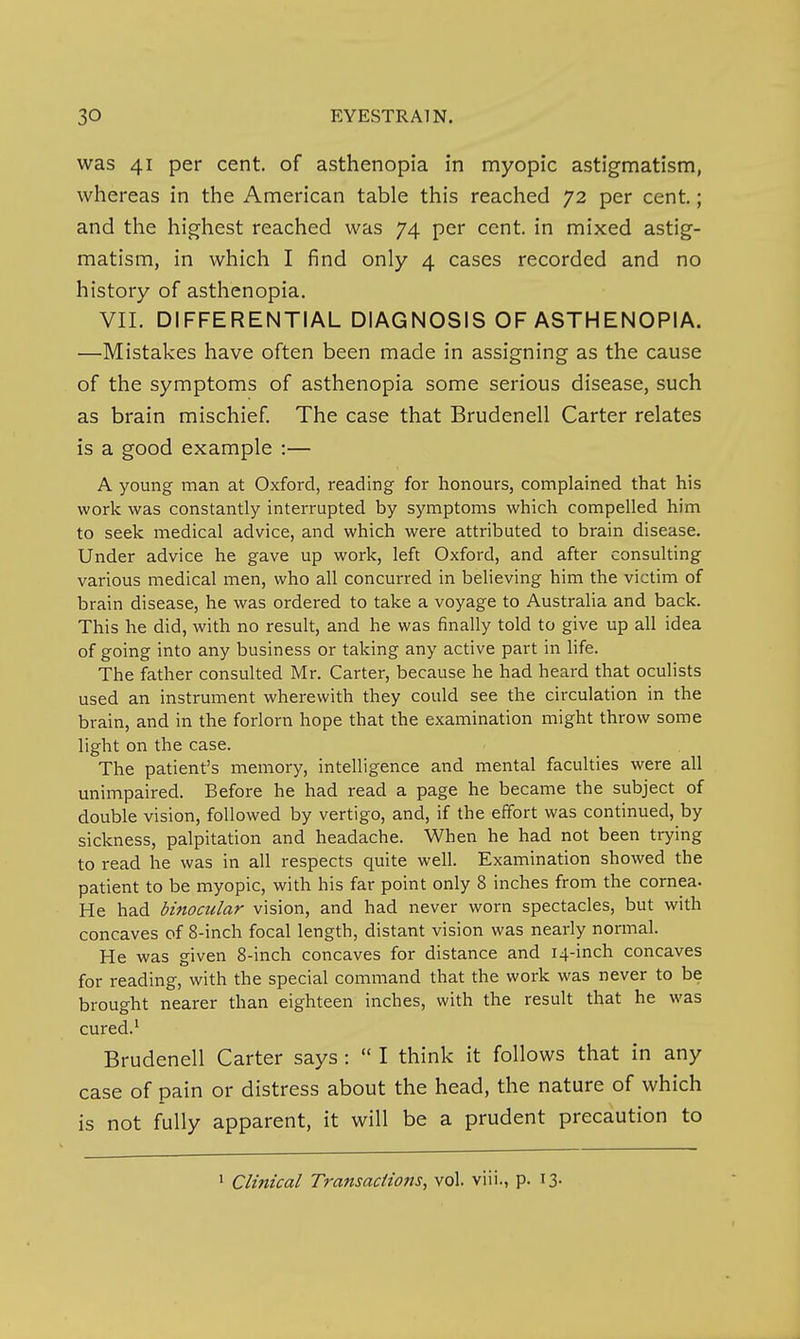 30 EYESTRAIN.
was 41 per cent. of asthenopia in myopic astigmatism,
whereas in the American table this reached 72 per cent.;
and the highest reached was 74 per cent. in mixed astig-
matism, in which I find only 4 cases recorded and no
history of asthenopia.
VII. DIFFERENTIAL DIAGNOSIS OF ASTHENOPIA.
—Mistakes have often been made in assigning as the cause
of the symptoms of asthenopia some serious disease, such
as brain mischief. The case that Brudenell Carter relates
is a good example :—
A young man at Oxford, reading for honours, complained that his
work was constantly interrupted by symptoms which compelled him
to seek medical advice, and which were attributed to brain disease.
Under advice he gave up work, left Oxford, and after consulting
various medical men, who all concurred in believing him the victim of
brain disease, he was ordered to take a voyage to Australia and back.
This he did, with no result, and he was finally told to give up all idea
of going into any business or taking any active part in life.
The father consulted Mr. Carter, because he had heard that oculists
used an instrument wherewith they could see the circulation in the
brain, and in the forlorn hope that the examination might throw some
light on the case.
The patient's memory, intelligence and mental faculties were all
unimpaired. Before he had read a page he became the subject of
double vision, followed by vertigo, and, if the effort was continued, by
sickness, palpitation and headache. When he had not been trying
to read he was in all respects quite well. Examination showed the
patient to be myopic, with his far point only 8 inches from the cornea.
He had binocular vision, and had never worn spectacles, but with
concaves of 8-inch focal length, distant vision was nearly normal.
He was given 8-inch concaves for distance and 14-inch concaves
for reading, with the special command that the work was never to be
brought nearer than eighteen inches, with the result that he was
cured.¹
Brudenell Carter says : “ I think it follows that in any
case of pain or distress about the head, the nature of which
is not fully apparent, it will be a prudent precaution to
¹ Clinical Transactions, vol. viii., p. 13.